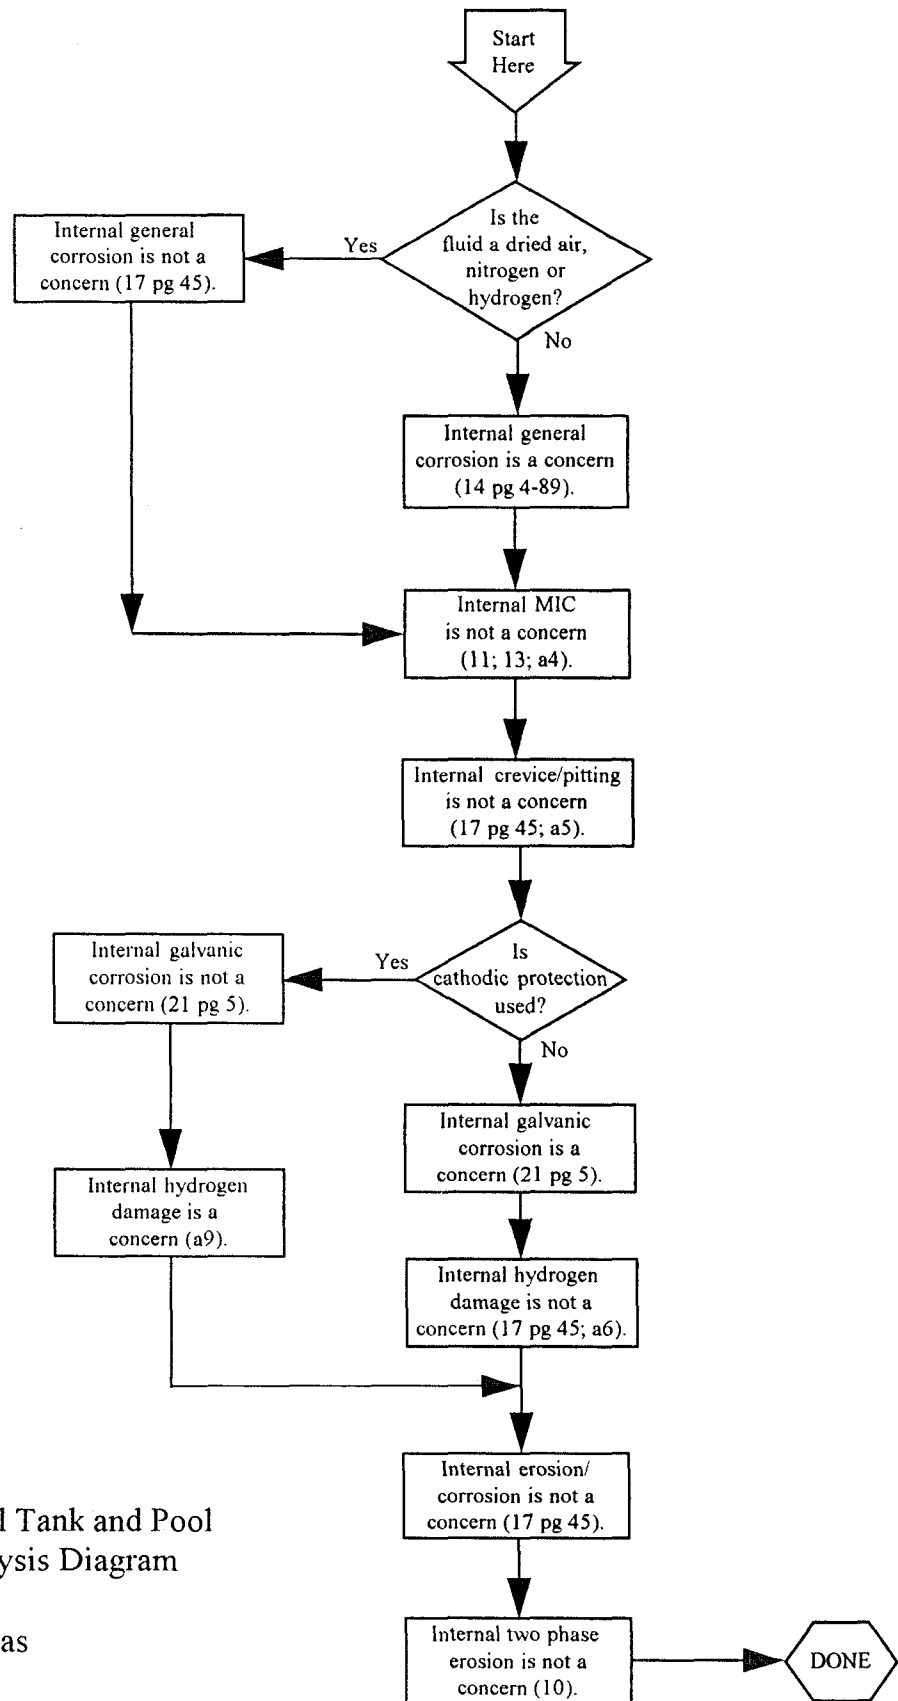 Start
Here
Is the
fluid a dried air,
nitrogen or
hydrogen?
Yes
Internal general
corrosion is not a
concern (17 pg 45).
No
Internal general
corrosion is a concern
(14 pg 4-89).
Internal MIC
is not a concern
(11; 13; a4).
Internal crevice/pitting
is not a concern
(17 pg 45; a5).
Is
cathodic protection
used?
Yes
Internal galvanic
corrosion is not a
concern (21 pg 5).
No
Internal galvanic
corrosion is a
concern (21 pg 5).
Internal hydrogen
damage is a
concern (a9).
Internal hydrogen
damage is not a
concern (17 pg 45; a6).
Internal erosion/
corrosion is not a
concern (17 pg 45).
Internal two phase
erosion is not a
concern (10).
DONE
Tank and Pool
Diagram